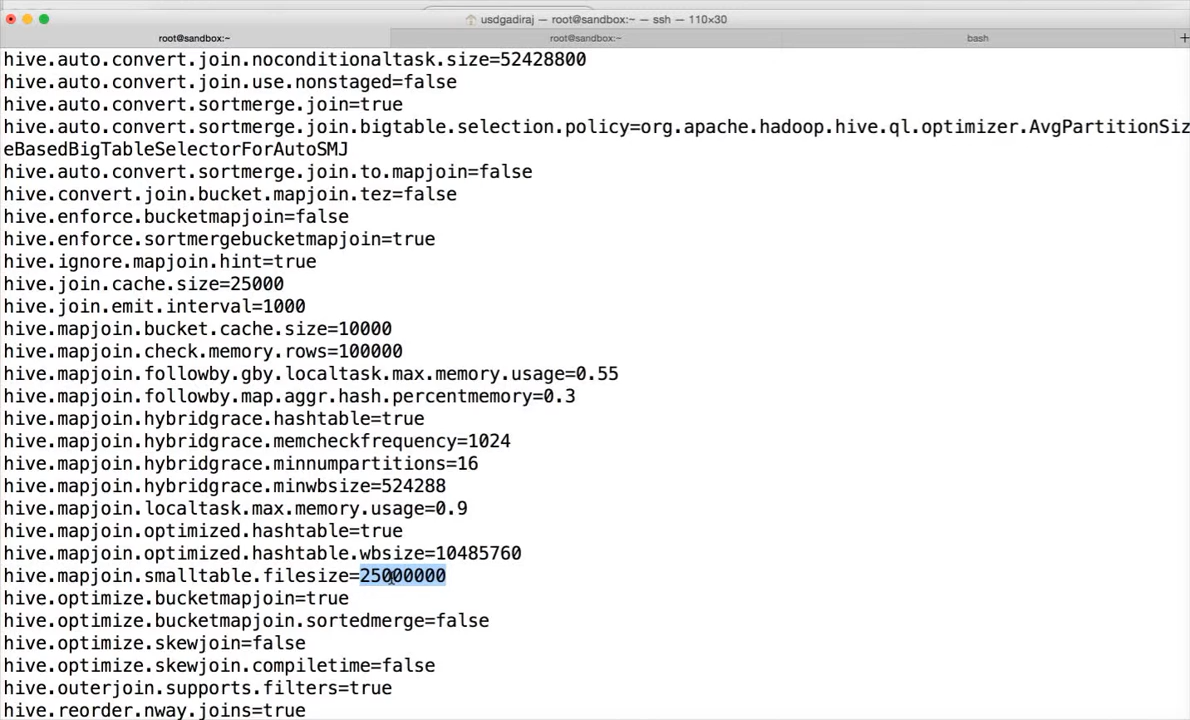 usdgadiraj — root@sandbox:~ — ssh — 110×30
root@sandbox:~ root@sandbox:~ bash +
hive.auto.convert.join.noconditionaltask.size=52428800
hive.auto.convert.join.use.nonstaged=false
hive.auto.convert.sortmerge.join=true
hive.auto.convert.sortmerge.join.bigtable.selection.policy=org.apache.hadoop.hive.ql.optimizer.AvgPartitionSiz
eBasedBigTableSelectorForAutoSMJ
hive.auto.convert.sortmerge.join.to.mapjoin=false
hive.convert.join.bucket.mapjoin.tez=false
hive.enforce.bucketmapjoin=false
hive.enforce.sortmergebucketmapjoin=true
hive.ignore.mapjoin.hint=true
hive.join.cache.size=25000
hive.join.emit.interval=1000
hive.mapjoin.bucket.cache.size=10000
hive.mapjoin.check.memory.rows=100000
hive.mapjoin.followby.gby.localtask.max.memory.usage=0.55
hive.mapjoin.followby.map.aggr.hash.percentmemory=0.3
hive.mapjoin.hybridgrace.hashtable=true
hive.mapjoin.hybridgrace.memcheckfrequency=1024
hive.mapjoin.hybridgrace.minnumpartitions=16
hive.mapjoin.hybridgrace.minwbsize=524288
hive.mapjoin.localtask.max.memory.usage=0.9
hive.mapjoin.optimized.hashtable=true
hive.mapjoin.optimized.hashtable.wbsize=10485760
hive.mapjoin.smalltable.filesize=25000000
hive.optimize.bucketmapjoin=true
hive.optimize.bucketmapjoin.sortedmerge=false
hive.optimize.skewjoin=false
hive.optimize.skewjoin.compiletime=false
hive.outerjoin.supports.filters=true
hive.reorder.nway.joins=true